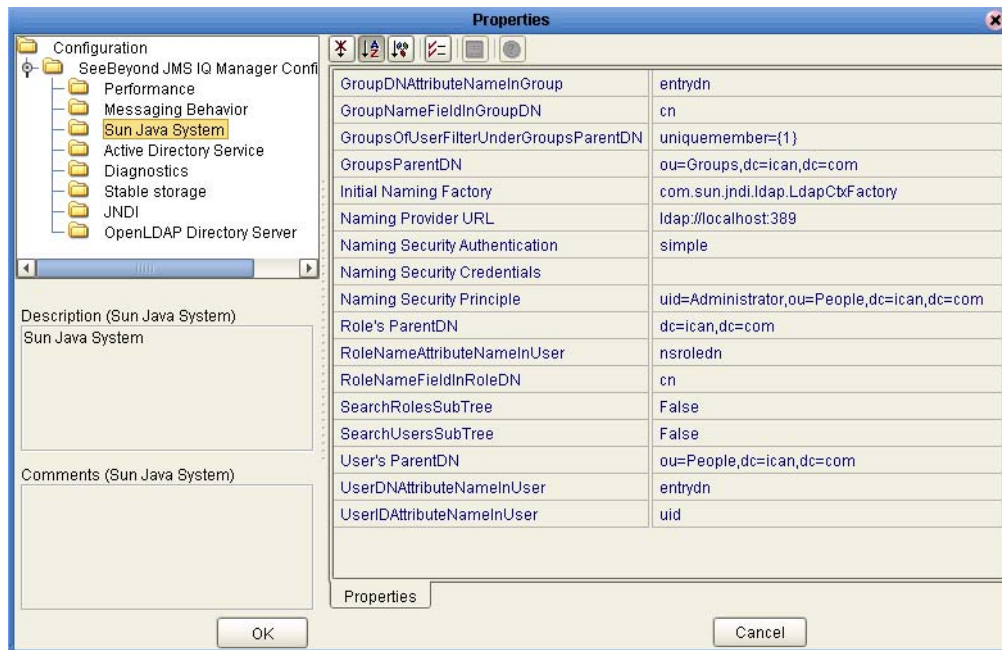 Properties
Configuration
SeeBeyond JMS IQ Manager Confi
Performance
Messaging Behavior
Sun Java System
Active Directory Service
Diagnostics
Stable storage
JNDI
OpenLDAP Directory Server
Description (Sun Java System)
Sun Java System
Comments (Sun Java System)
GroupDNAttributeNameInGroup entrydn
GroupNameFieldInGroupDN cn
GroupsOfUserFilterUnderGroupsParentDN uniquemember={1}
GroupsParentDN ou=Groups,dc=ican,dc=com
Initial Naming Factory com.sun.jndi.ldap.LdapCtxFactory
Naming Provider URL ldap://localhost:389
Naming Security Authentication simple
Naming Security Credentials
Naming Security Principle uid=Administrator,ou=People,dc=ican,dc=com
Role's ParentDN dc=ican,dc=com
RoleNameAttributeNameInUser nsroledn
RoleNameFieldInRoleDN cn
SearchRolesSubTree False
SearchUsersSubTree False
User's ParentDN ou=People,dc=ican,dc=com
UserDNAttributeNameInUser entrydn
UserIDAttributeNameInUser uid
Properties
OK
Cancel